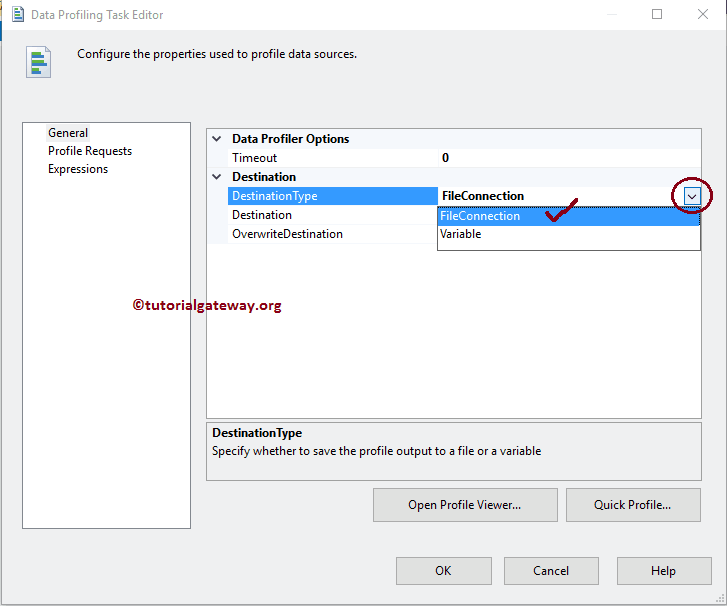 Data Profiling Task Editor
Configure the properties used to profile data sources.
General
Profile Requests
Expressions
Data Profiler Options
Timeout 0
Destination
DestinationType FileConnection
Destination FileConnection
OverwriteDestination Variable
©tutorialgateway.org
DestinationType
Specify whether to save the profile output to a file or a variable
Open Profile Viewer... Quick Profile...
OK Cancel Help